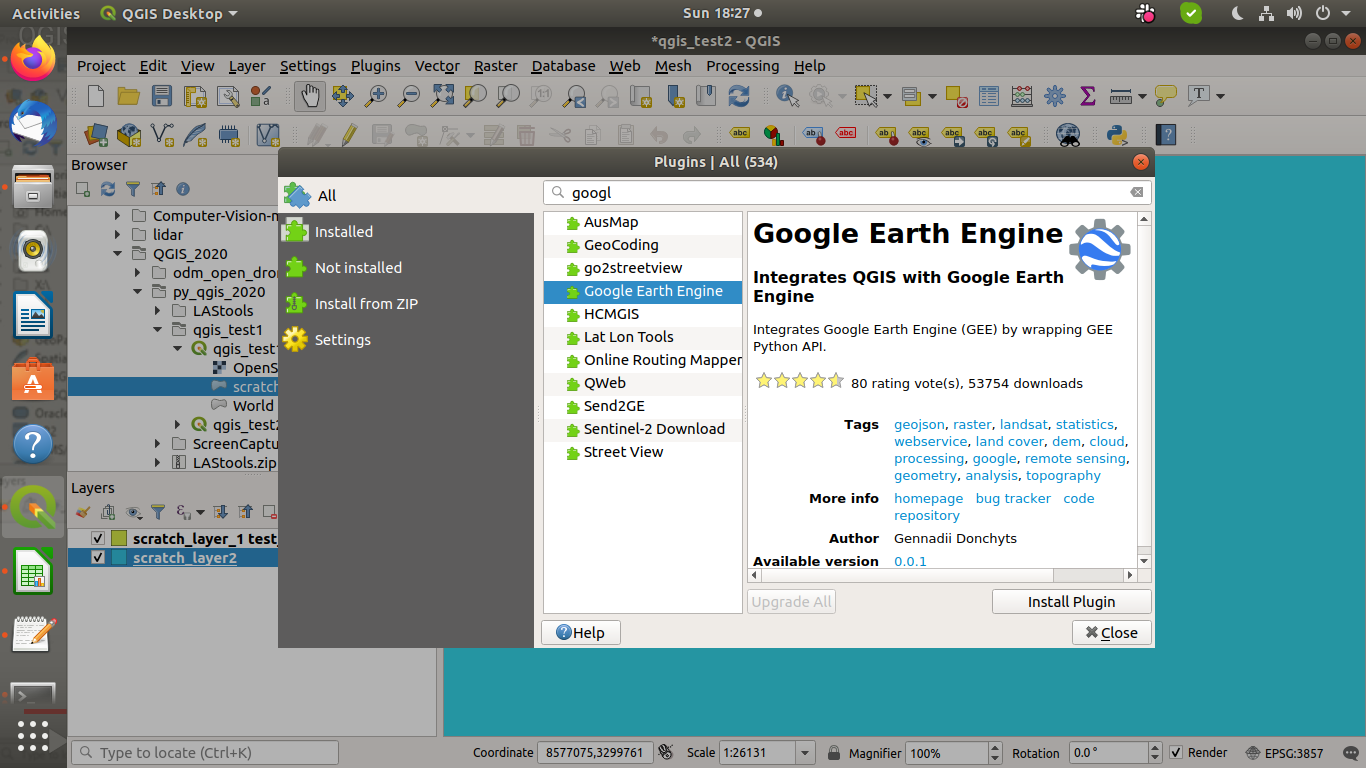 Activities
QGIS Desktop
Sun 18:27
*qgis_test2 - QGIS
Project Edit View Layer Settings Plugins Vector Raster Database Web Mesh Processing Help
Browser
Computer-Vision-
lidar
QGIS_2020
odm_open_dro
py_qgis_2020
LAStools
qgis_test1
qgis_test
OpenS
scratch
World
qgis_test2
ScreenCaptu
LAStools.zip
Layers
scratch_layer_1 test_
scratch_layer2
Plugins | All (534)
All
Installed
Not installed
Install from ZIP
Settings
googl
AusMap
GeoCoding
go2streetview
Google Earth Engine
HCMGIS
Lat Lon Tools
Online Routing Mapper
QWeb
Send2GE
Sentinel-2 Download
Street View
Google Earth Engine
Integrates QGIS with Google Earth
Engine
Integrates Google Earth Engine (GEE) by wrapping GEE
Python API.
80 rating vote(s), 53754 downloads
Tags geojson, raster, landsat, statistics,
webservice, land cover, dem, cloud,
processing, google, remote sensing,
geometry, analysis, topography
More info homepage bug tracker code
repository
Author Gennadii Donchyts
Available version 0.0.1
Upgrade All
Install Plugin
Help
Close
Type to locate (Ctrl+K)
Coordinate 8577075,3299761 Scale 1:26131 Magnifier 100% Rotation 0.0 ° Render EPSG:3857